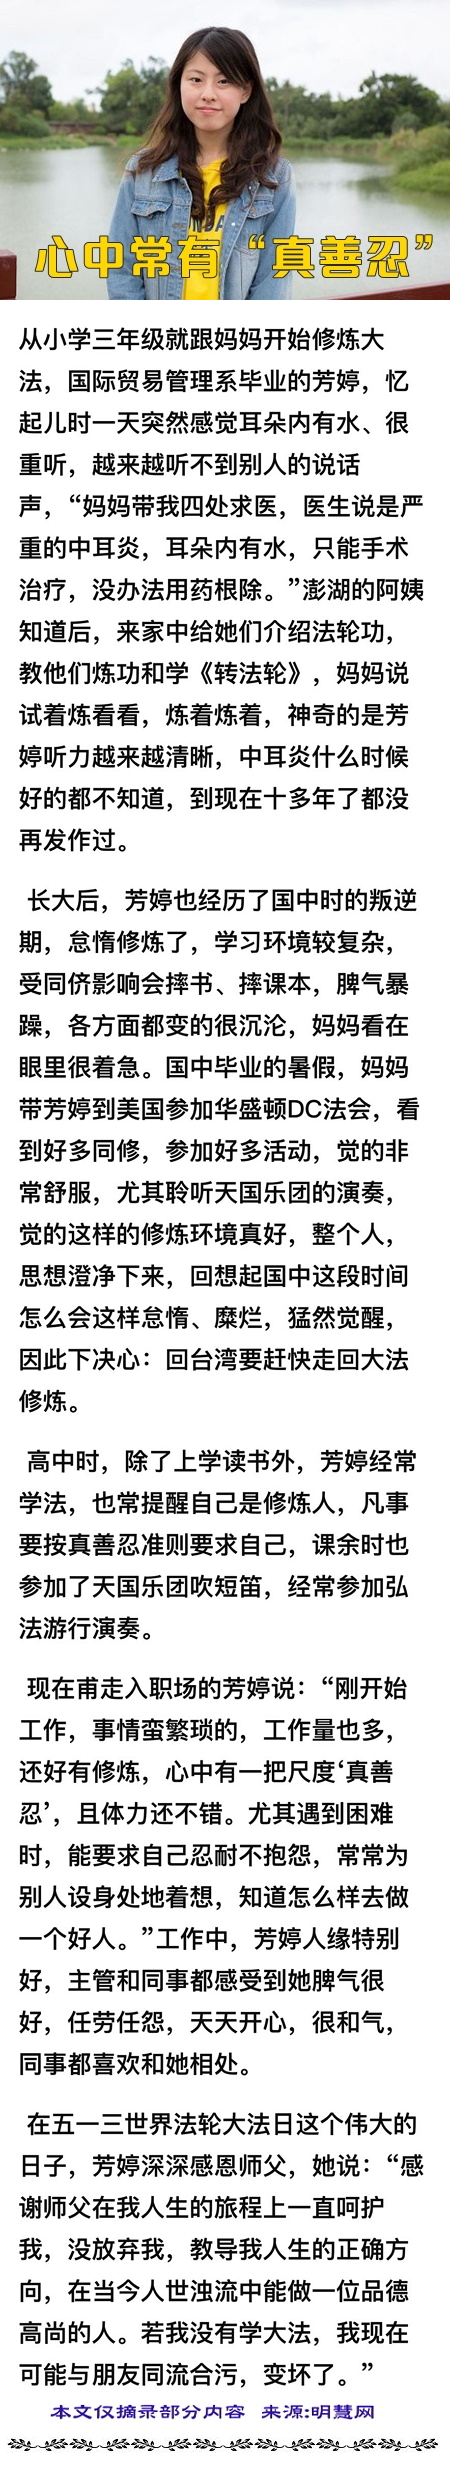 心中常有“真善忍”
从小学三年级就跟妈妈开始修炼大
法，国际贸易管理系毕业的芳婷，忆
起儿时一天突然感觉耳朵内有水、很
重听，越来越听不到别人的说话
声，“妈妈带我四处求医，医生说是严
重的中耳炎，耳朵内有水，只能手术
治疗，没办法用药根除。”澎湖的阿姨
知道后，来家中给她们介绍法轮功，
教他们炼功和学《转法轮》，妈妈说
试着炼看看，炼着炼着，神奇的是芳
婷听力越来越清晰，中耳炎什么时候
好的都不知道，到现在十多年了都没
再发作过。
长大后，芳婷也经历了国中时的叛逆
期，怠惰修炼了，学习环境较复杂，
受同侪影响会摔书、摔课本，脾气暴
躁，各方面都变的很沉沦，妈妈看在
眼里很着急。国中毕业的暑假，妈妈
带芳婷到美国参加华盛顿DC法会，看
到好多同修，参加好多活动，觉的非
常舒服，尤其聆听天国乐团的演奏，
觉的这样的修炼环境真好，整个人，
思想澄净下来，回想起国中这段时间
怎么会这样怠惰、糜烂，猛然觉醒，
因此下决心：回台湾要赶快走回大法
修炼。
高中时，除了上学读书外，芳婷经常
学法，也常提醒自己是修炼人，凡事
要按真善忍准则要求自己，课余时也
参加了天国乐团吹短笛，经常参加弘
法游行演奏。
现在甫走入职场的芳婷说：“刚开始
工作，事情蛮繁琐的，工作量也多，
还好有修炼，心中有一把尺度‘真善
忍’，且体力还不错。尤其遇到困难
时，能要求自己忍耐不抱怨，常常为
别人设身处地着想，知道怎么样去做
一个好人。”工作中，芳婷人缘特别
好，主管和同事都感受到她脾气很
好，任劳任怨，天天开心，很和气，
同事都喜欢和她相处。
在五一三世界法轮大法日这个伟大的
日子，芳婷深深感恩师父，她说：“感
谢师父在我人生的旅程上一直呵护
我，没放弃我，教导我人生的正确方
向，在当今人世浊流中能做一位品德
高尚的人。若我没有学大法，我现在
可能与朋友同流合污，变坏了。”
本文仅摘录部分内容 来源:明慧网